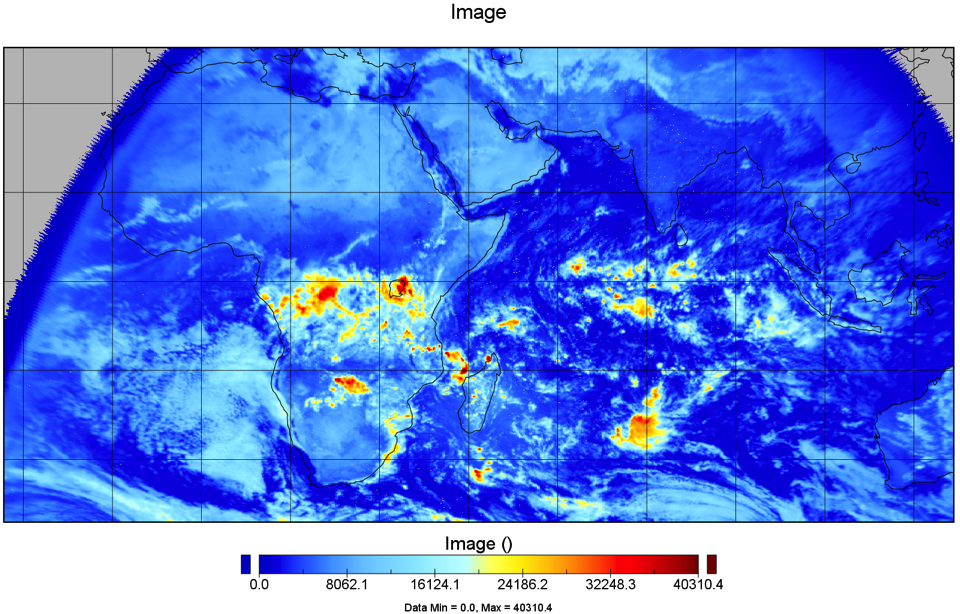 Image
Image ()
0.0 8062.1 16124.1 24186.2 32248.3 40310.4
Data Min = 0.0, Max = 40310.4